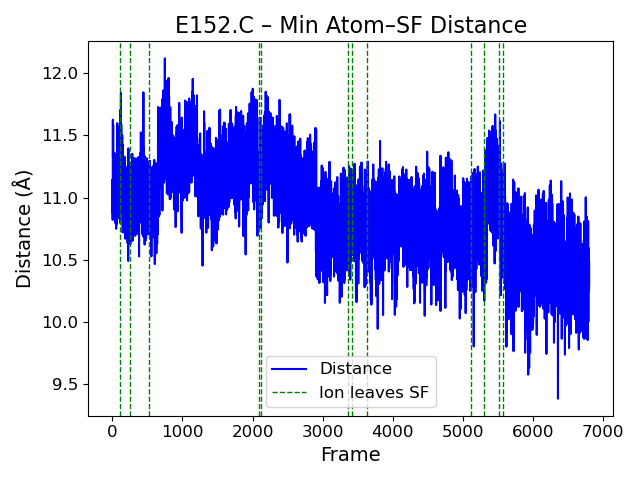 E152.C – Min Atom–SF Distance
Distance (Å)
12.0
11.5
11.0
10.5
10.0
9.5
Distance
Ion leaves SF
0 1000 2000 3000 4000 5000 6000 7000
Frame